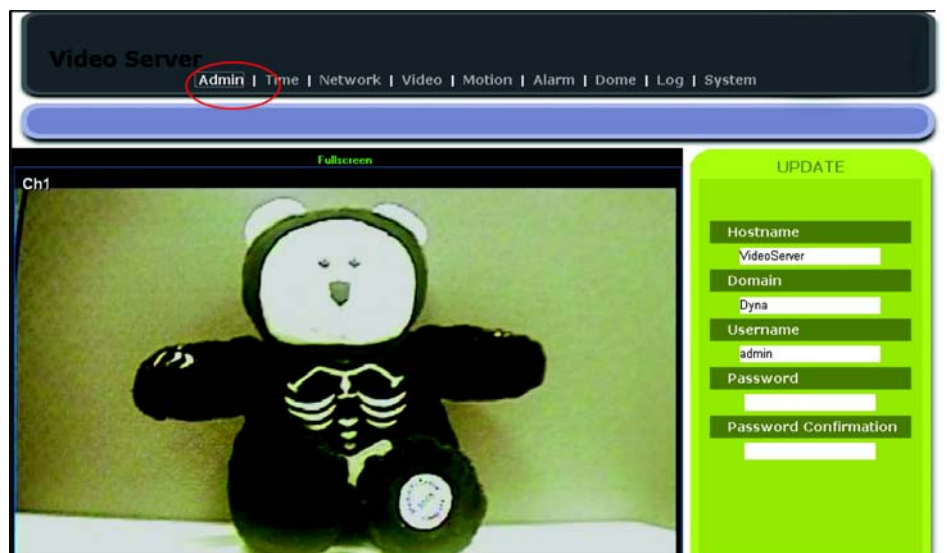 Video Server
Admin | Time | Network | Video | Motion | Alarm | Dome | Log | System
Fullscreen
Ch1
UPDATE
Hostname
VideoServer
Domain
Dyna
Username
admin
Password
Password Confirmation